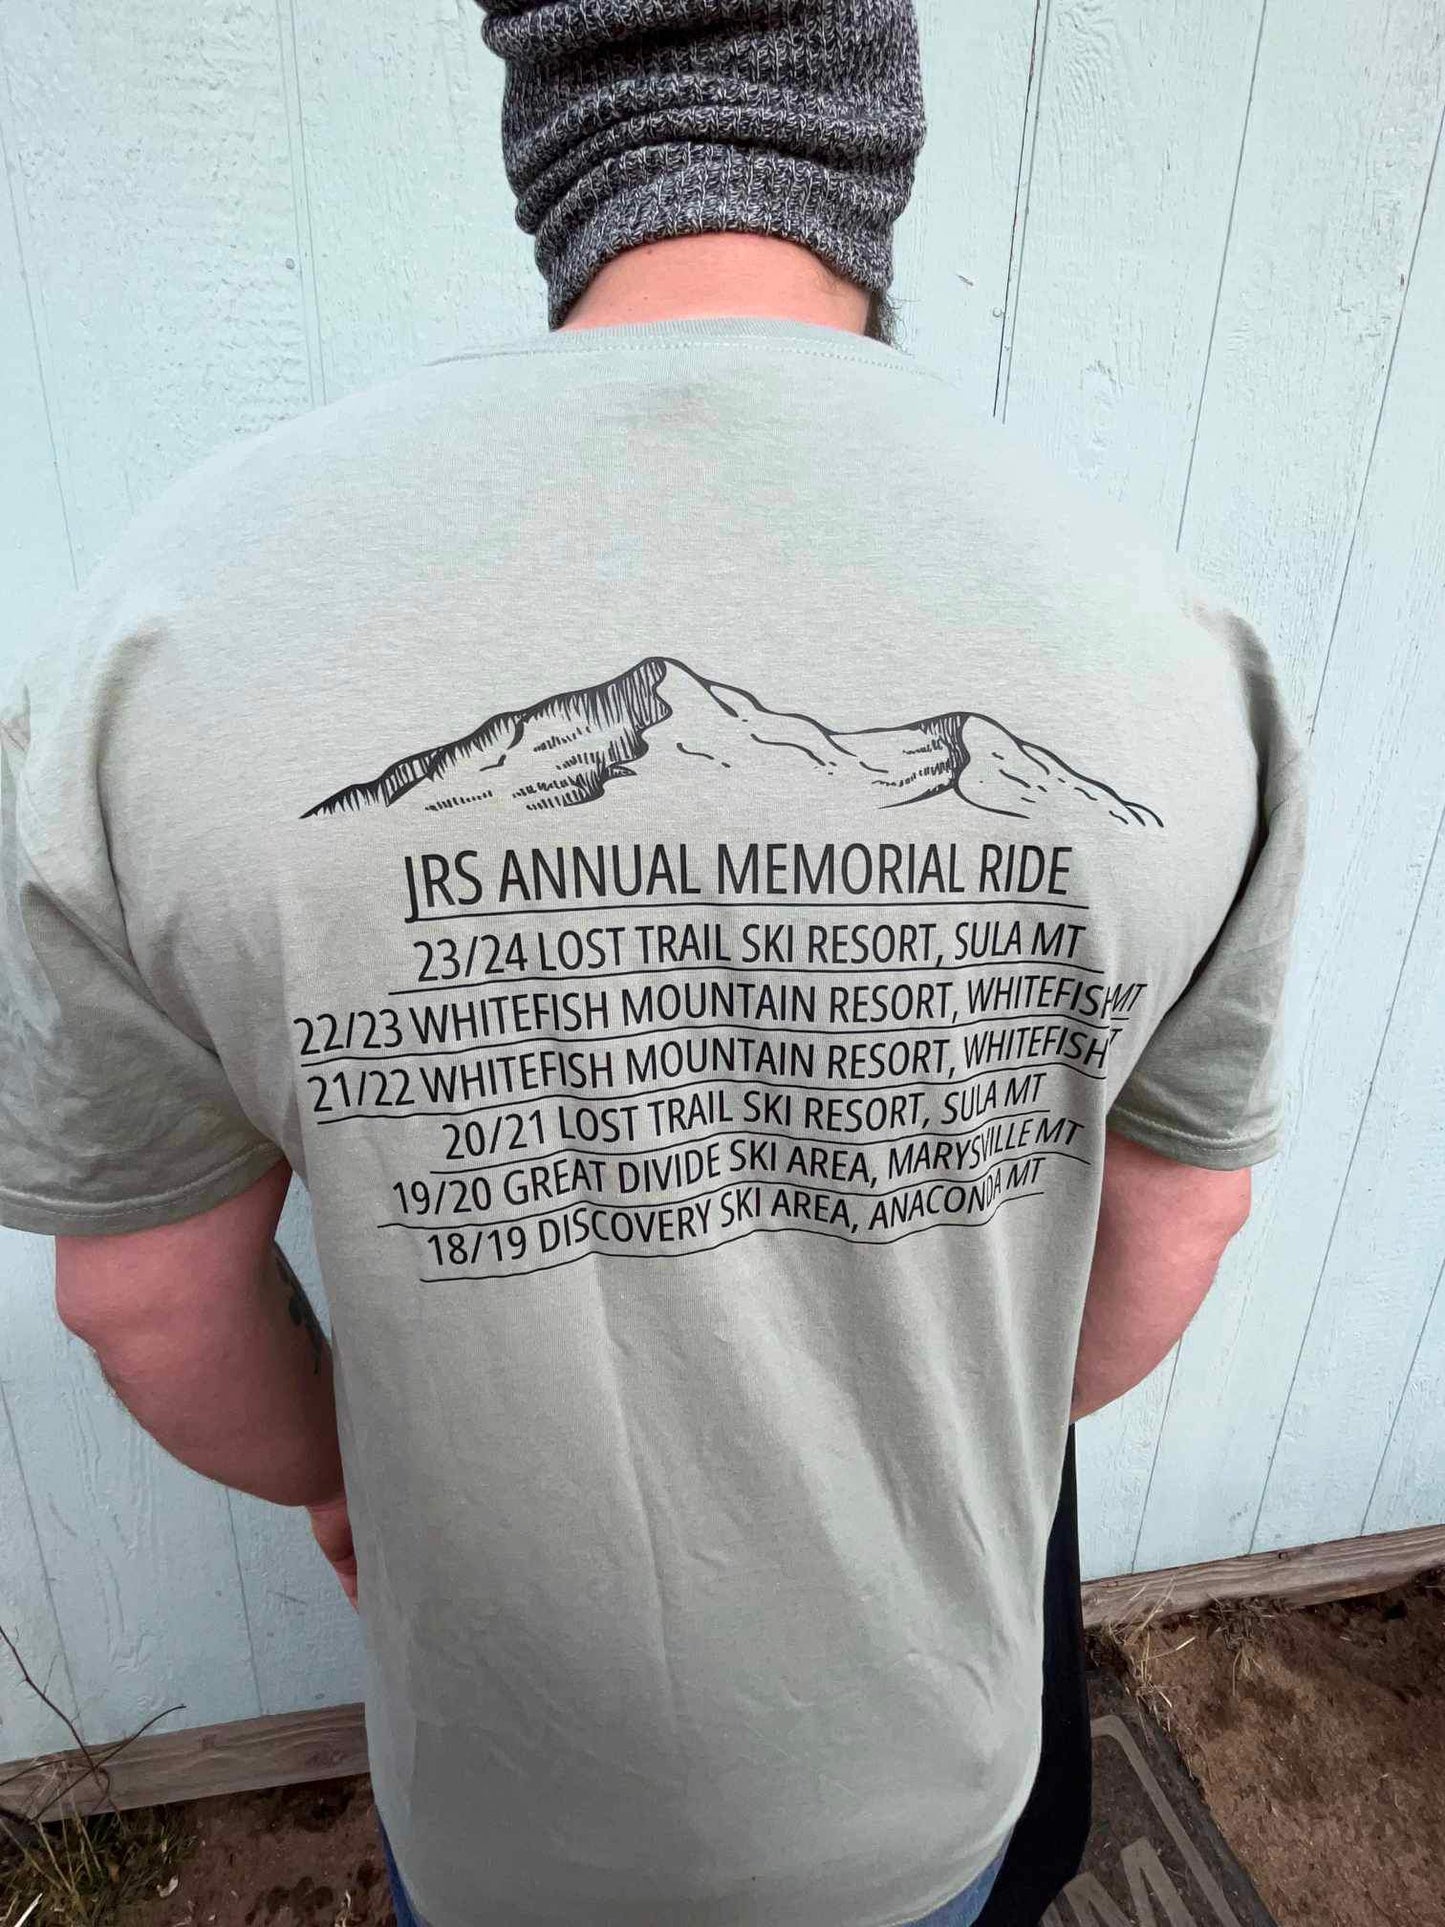 JRS ANNUAL MEMORIAL RIDE
23/24 LOST TRAIL SKI RESORT, SULA MT
22/23 WHITEFISH MOUNTAIN RESORT, WHITEFISH MT
21/22 WHITEFISH MOUNTAIN RESORT, WHITEFISH
20/21 LOST TRAIL SKI RESORT, SULA MT
19/20 GREAT DIVIDE SKI AREA, MARYSVILLE MT
18/19 DISCOVERY SKI AREA, ANACONDA MT